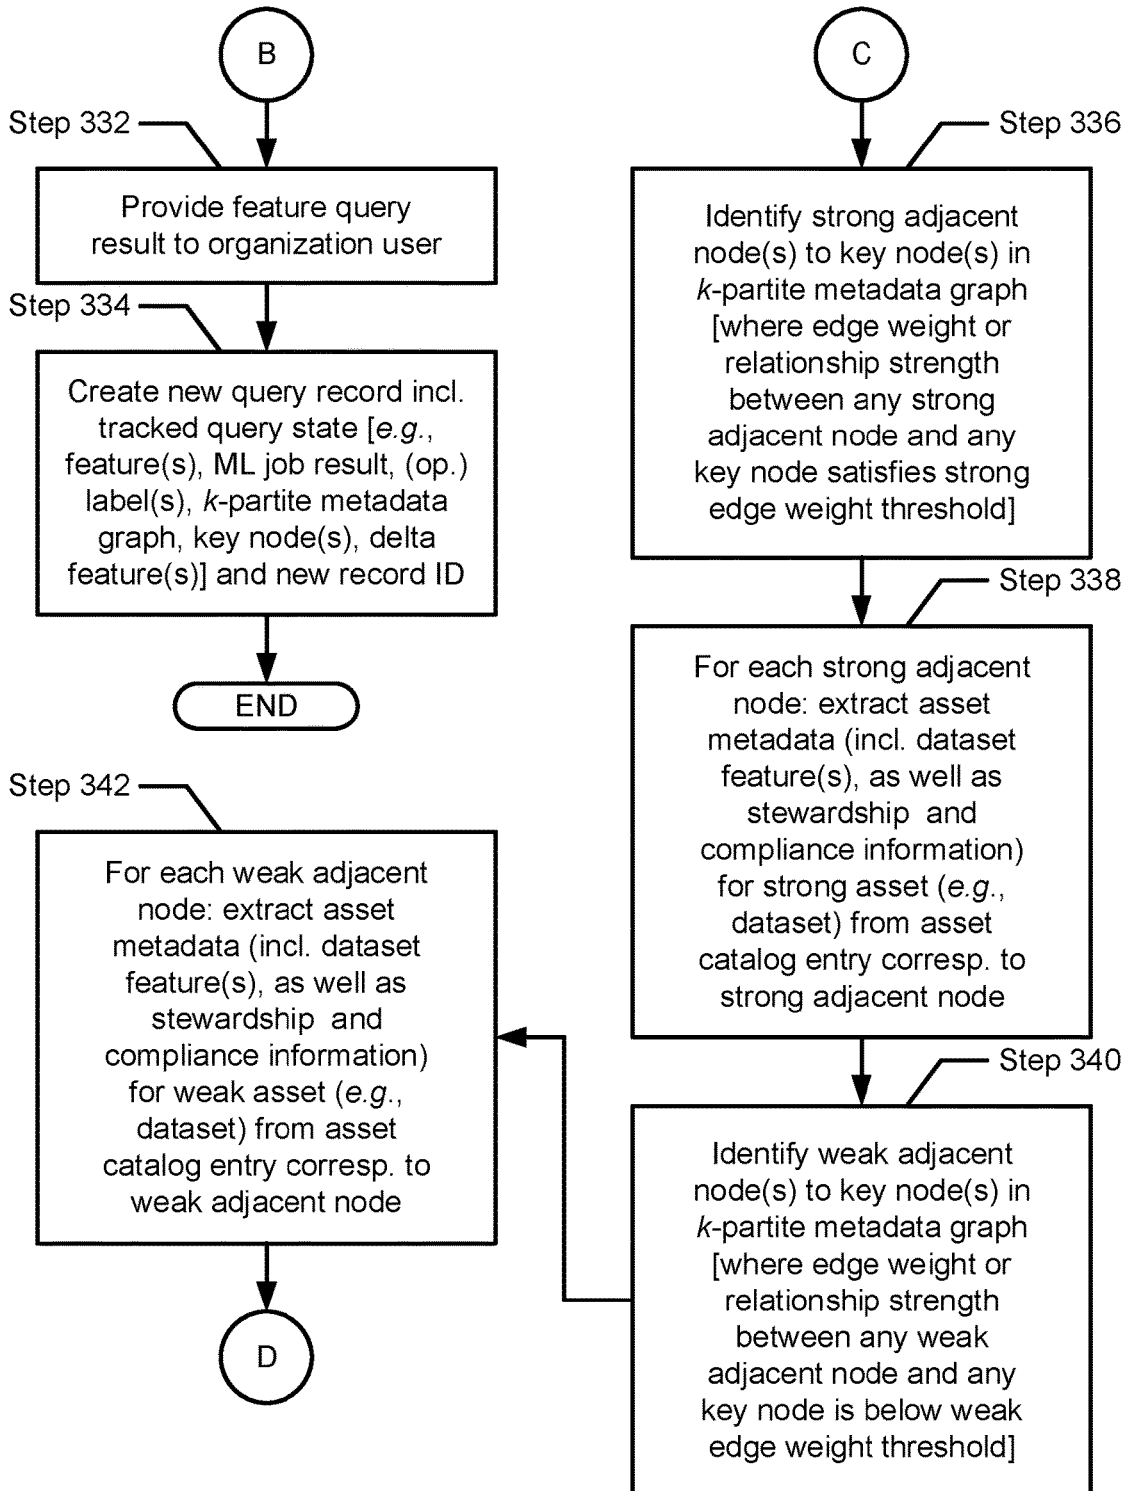 B
Step 332
Provide feature query
result to organization user
Step 334
Create new query record incl.
tracked query state [e.g.,
feature(s), ML job result, (op.)
label(s), k-partite metadata
graph, key node(s), delta
feature(s)] and new record ID
END
C
Step 336
Identify strong adjacent
node(s) to key node(s) in
k-partite metadata graph
[where edge weight or
relationship strength
between any strong
adjacent node and any
key node satisfies strong
edge weight threshold]
Step 338
For each strong adjacent
node: extract asset
metadata (incl. dataset
feature(s), as well as
stewardship and
compliance information)
for strong asset (e.g.,
dataset) from asset
catalog entry corresp. to
strong adjacent node
Step 340
Identify weak adjacent
node(s) to key node(s) in
k-partite metadata graph
[where edge weight or
relationship strength
between any weak
adjacent node and any
key node is below weak
edge weight threshold]
Step 342
For each weak adjacent
node: extract asset
metadata (incl. dataset
feature(s), as well as
stewardship and
compliance information)
for weak asset (e.g.,
dataset) from asset
catalog entry corresp. to
weak adjacent node
D